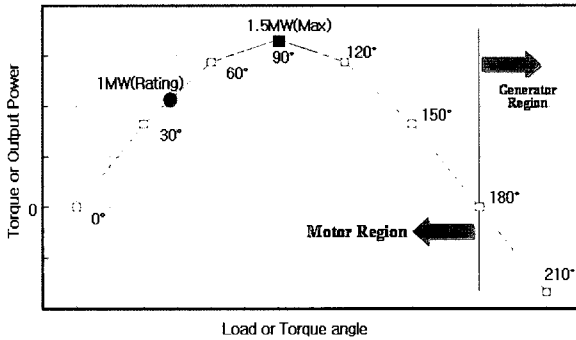 1.5MW(Max)
1MW(Rating)
60°
90°
120°
30°
150°
Generator
Region
Torque or Output Power
0
0°
180°
Motor Region
210°
Load or Torque angle